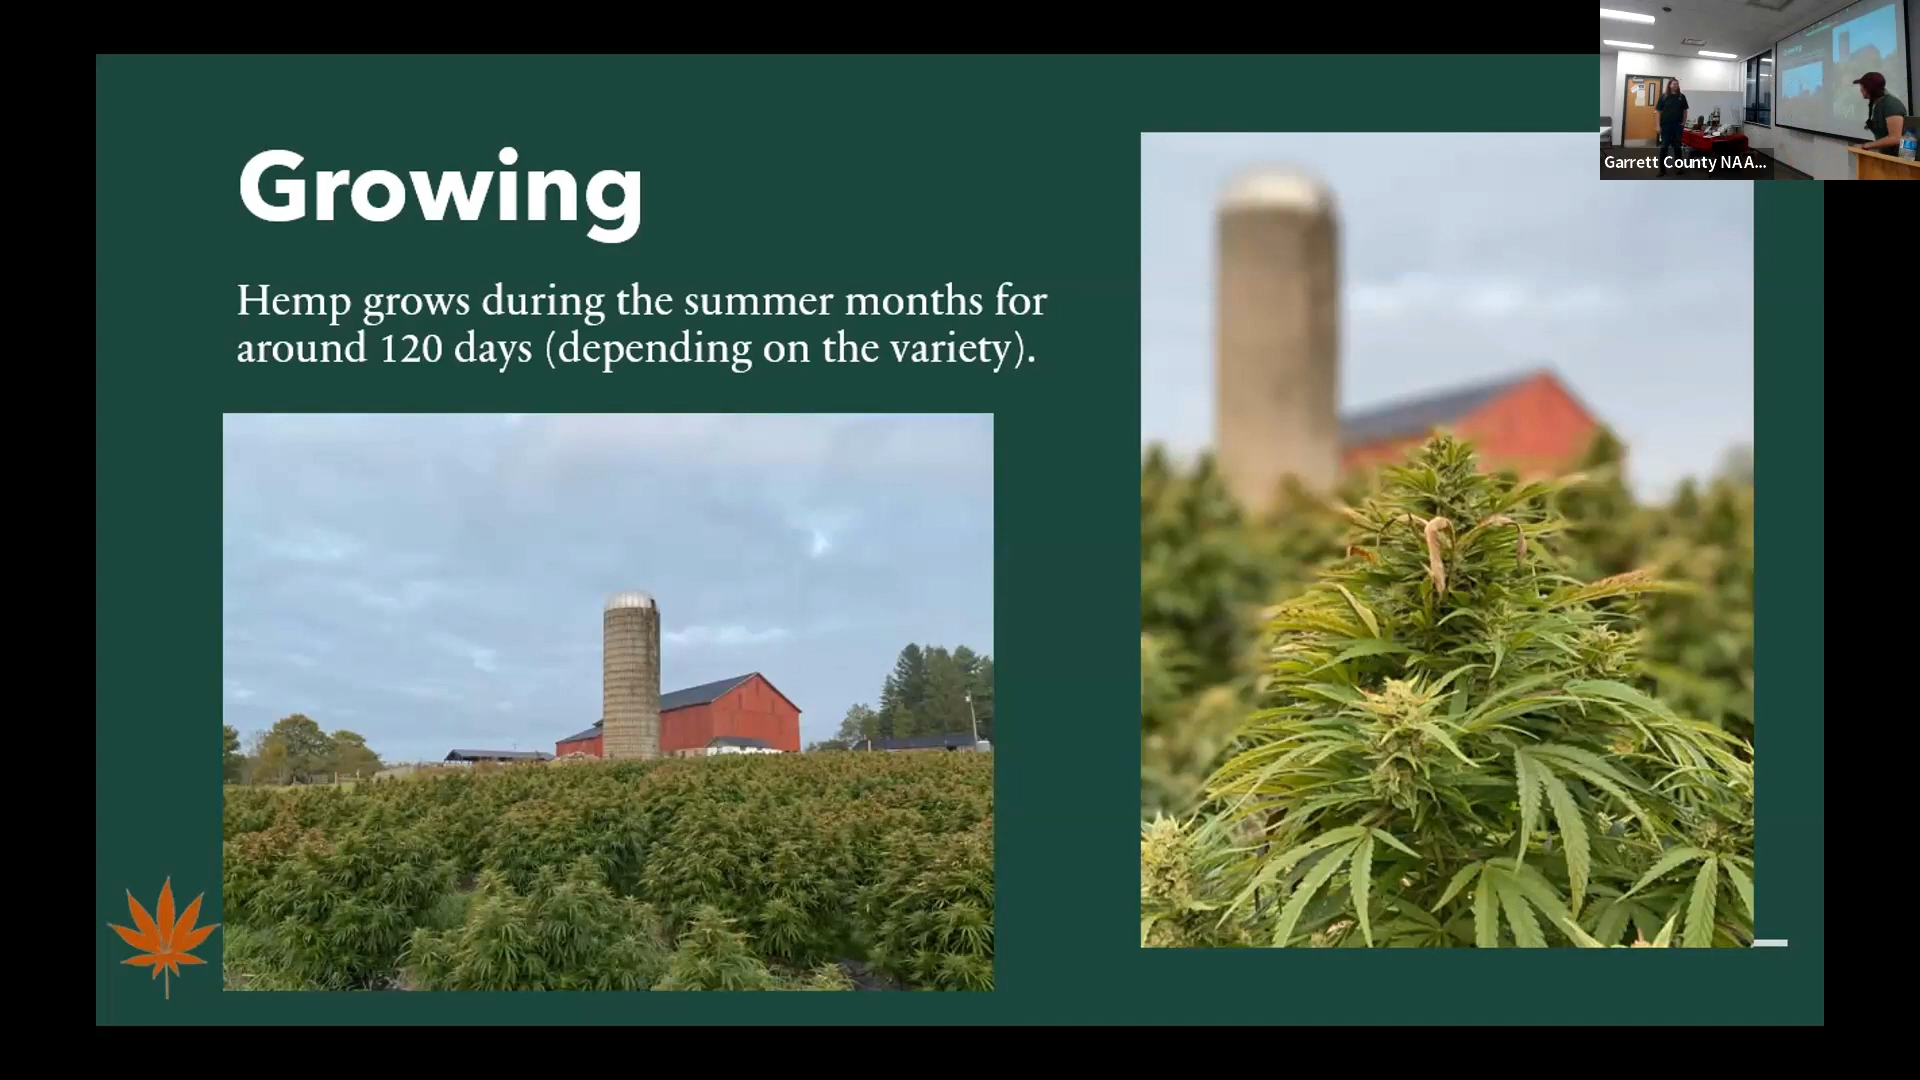 Growing
Hemp grows during the summer months for
around 120 days (depending on the variety).
Garrett County NAA...